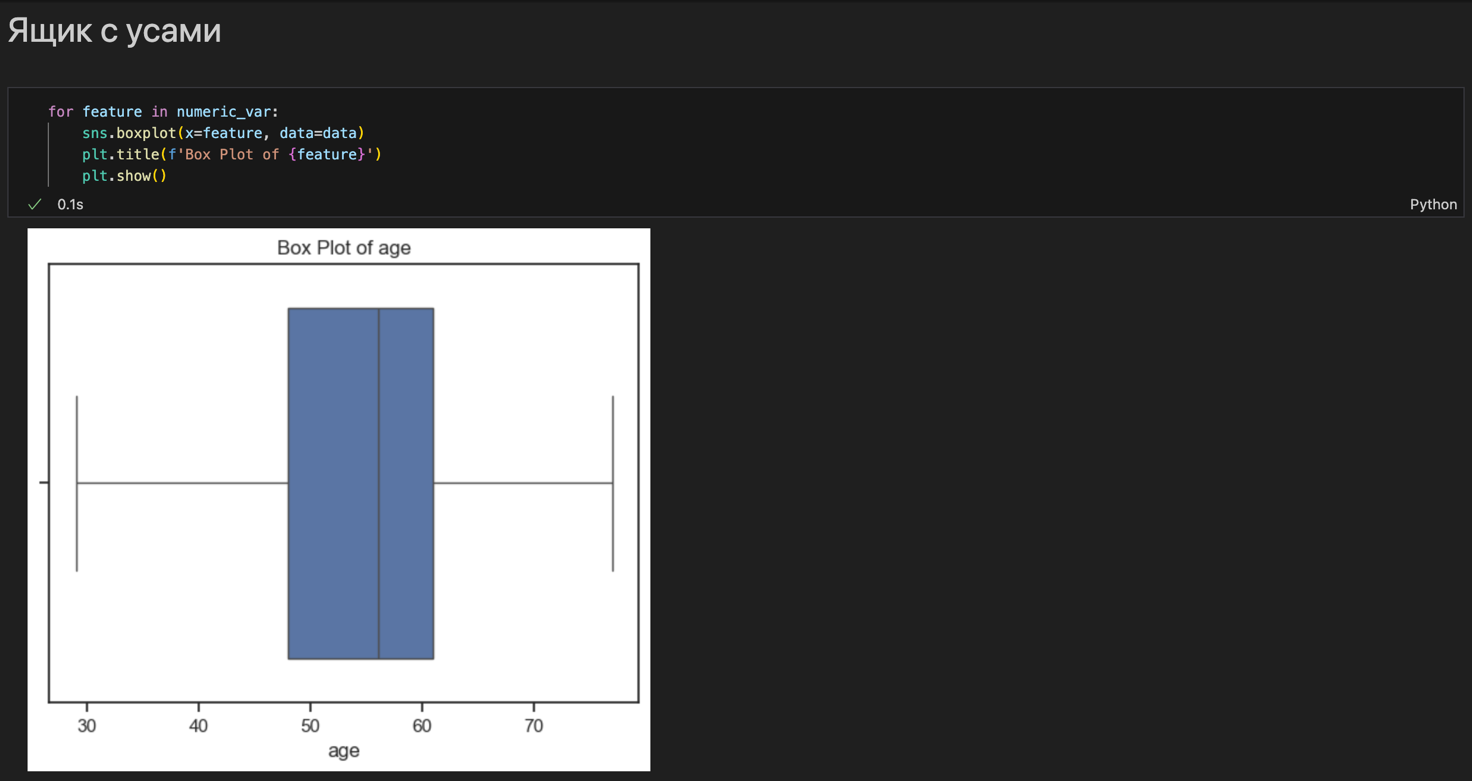 Ящик с усами
for feature in numeric_var:
    sns.boxplot(x=feature, data=data)
    plt.title(f'Box Plot of {feature}')
    plt.show()
0.1s
Python
Box Plot of age
30 40 50 60 70
age